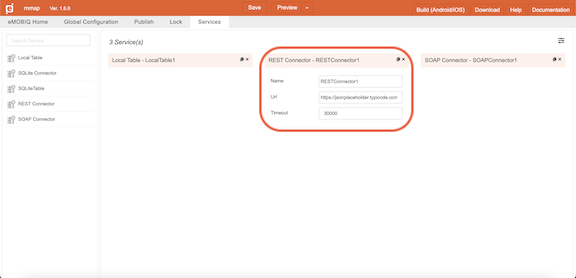 mmap Ver. 1.6.0 Save Preview Build (Android/iOS) Download Help Documentation
eMOBIQ Home Global Configuration Publish Lock Services
Search Service
Local Table
SQLite Connector
SQLiteTable
REST Connector
SOAP Connector
3 Service(s)
Local Table - LocalTable1
REST Connector - RESTConnector1
Name RESTConnector1
Url https://jsonplaceholder.typicode.com
Timeout 30000
SOAP Connector - SOAPConnector1